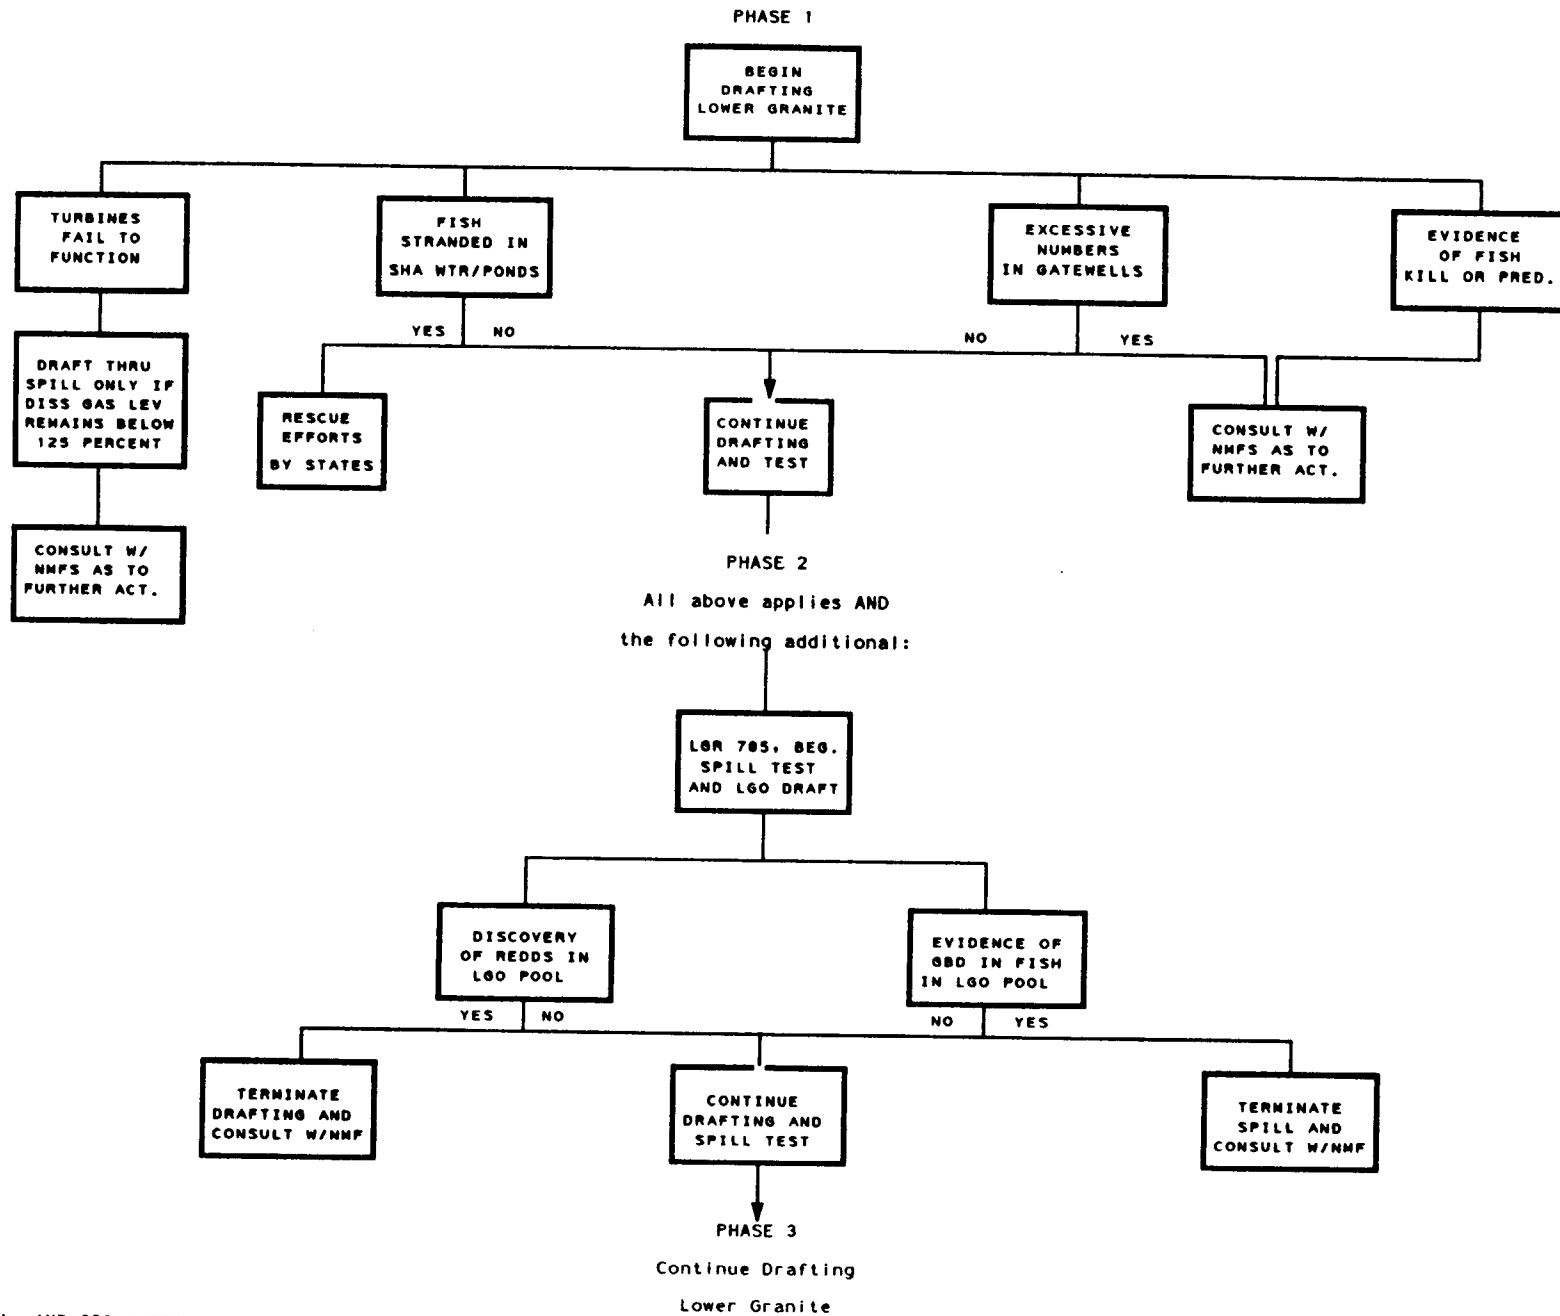 PHASE 1
BEGIN
DRAFTING
LOWER GRANITE
TURBINES
FAIL TO
FUNCTION
FISH
STRANDED IN
SHA WTR/PONDS
EXCESSIVE
NUMBERS
IN GATEWELLS
EVIDENCE
OF FISH
KILL OR PRED.
YES NO
NO YES
DRAFT THRU
SPILL ONLY IF
DISS GAS LEV
REMAINS BELOW
125 PERCENT
RESCUE
EFFORTS
BY STATES
CONTINUE
DRAFTING
AND TEST
CONSULT W/
NMFS AS TO
FURTHER ACT.
CONSULT W/
NMFS AS TO
FURTHER ACT.
PHASE 2
All above applies AND
the following additional:
LGR 705, BEG.
SPILL TEST
AND LGO DRAFT
DISCOVERY
OF REDDS IN
LGO POOL
EVIDENCE OF
GBD IN FISH
IN LGO POOL
YES NO
NO YES
TERMINATE
DRAFTING AND
CONSULT W/NMF
CONTINUE
DRAFTING AND
SPILL TEST
TERMINATE
SPILL AND
CONSULT W/NMF
PHASE 3
Continue Drafting
Lower Granite